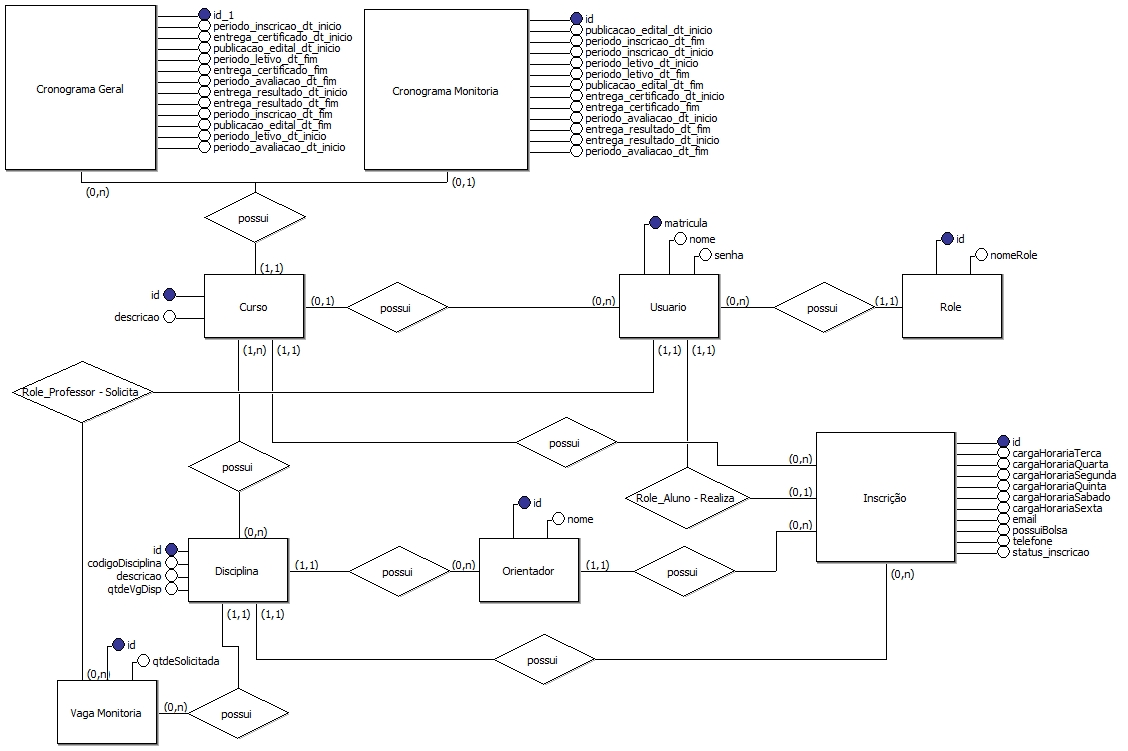 Cronograma Geral
id_1
periodo_inscricao_dt_inicio
entrega_certificado_dt_inicio
publicacao_edital_dt_inicio
periodo_letivo_dt_fim
entrega_certificado_fim
periodo_avaliacao_dt_fim
entrega_resultado_dt_inicio
entrega_resultado_dt_fim
periodo_inscricao_dt_fim
publicacao_edital_dt_fim
periodo_letivo_dt_inicio
periodo_avaliacao_dt_inicio
Cronograma Monitoria
id
publicacao_edital_dt_inicio
periodo_inscricao_dt_fim
periodo_inscricao_dt_inicio
periodo_letivo_dt_inicio
periodo_letivo_dt_fim
publicacao_edital_dt_fim
entrega_certificado_dt_inicio
entrega_certificado_fim
periodo_avaliacao_dt_inicio
entrega_resultado_dt_fim
entrega_resultado_dt_inicio
periodo_avaliacao_dt_fim
(0,n)
(0,1)
possui
(1,1)
id
descricao
Curso
(0,1)
possui
(0,n)
matricula
nome
senha
Usuario
(0,n)
possui
(1,1)
id
nomeRole
Role
(1,n)
(1,1)
(1,1)
(1,1)
Role_Professor - Solicita
possui
possui
(0,n)
Role_Aluno - Realiza
(0,1)
(0,n)
Inscrição
id
cargaHorariaTerca
cargaHorariaQuarta
cargaHorariaSegunda
cargaHorariaQuinta
cargaHorariaSabado
cargaHorariaSexta
email
possuiBolsa
telefone
status_inscricao
(0,n)
id
codigoDisciplina
descricao
qtdeVgDisp
Disciplina
(1,1)
possui
(0,n)
id
nome
Orientador
(1,1)
possui
(0,n)
(1,1)
(1,1)
possui
id
qtdeSolicitada
(0,n)
Vaga Monitoria
(0,n)
possui